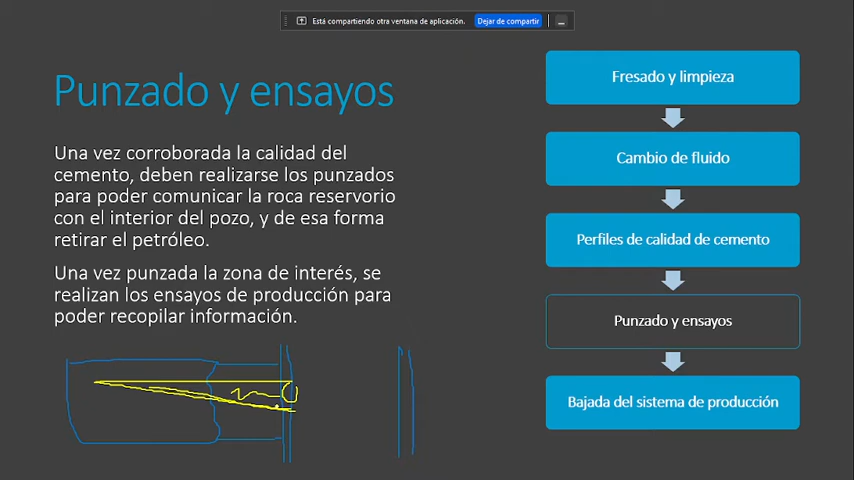 Está compartiendo otra ventana de aplicación.
Dejar de compartir
Punzado y ensayos
Una vez corroborada la calidad del
cemento, deben realizarse los punzados
para poder comunicar la roca reservorio
con el interior del pozo, y de esa forma
retirar el petróleo.
Una vez punzada la zona de interés, se
realizan los ensayos de producción para
poder recopilar información.
Fresado y limpieza
Cambio de fluido
Perfiles de calidad de cemento
Punzado y ensayos
Bajada del sistema de producción